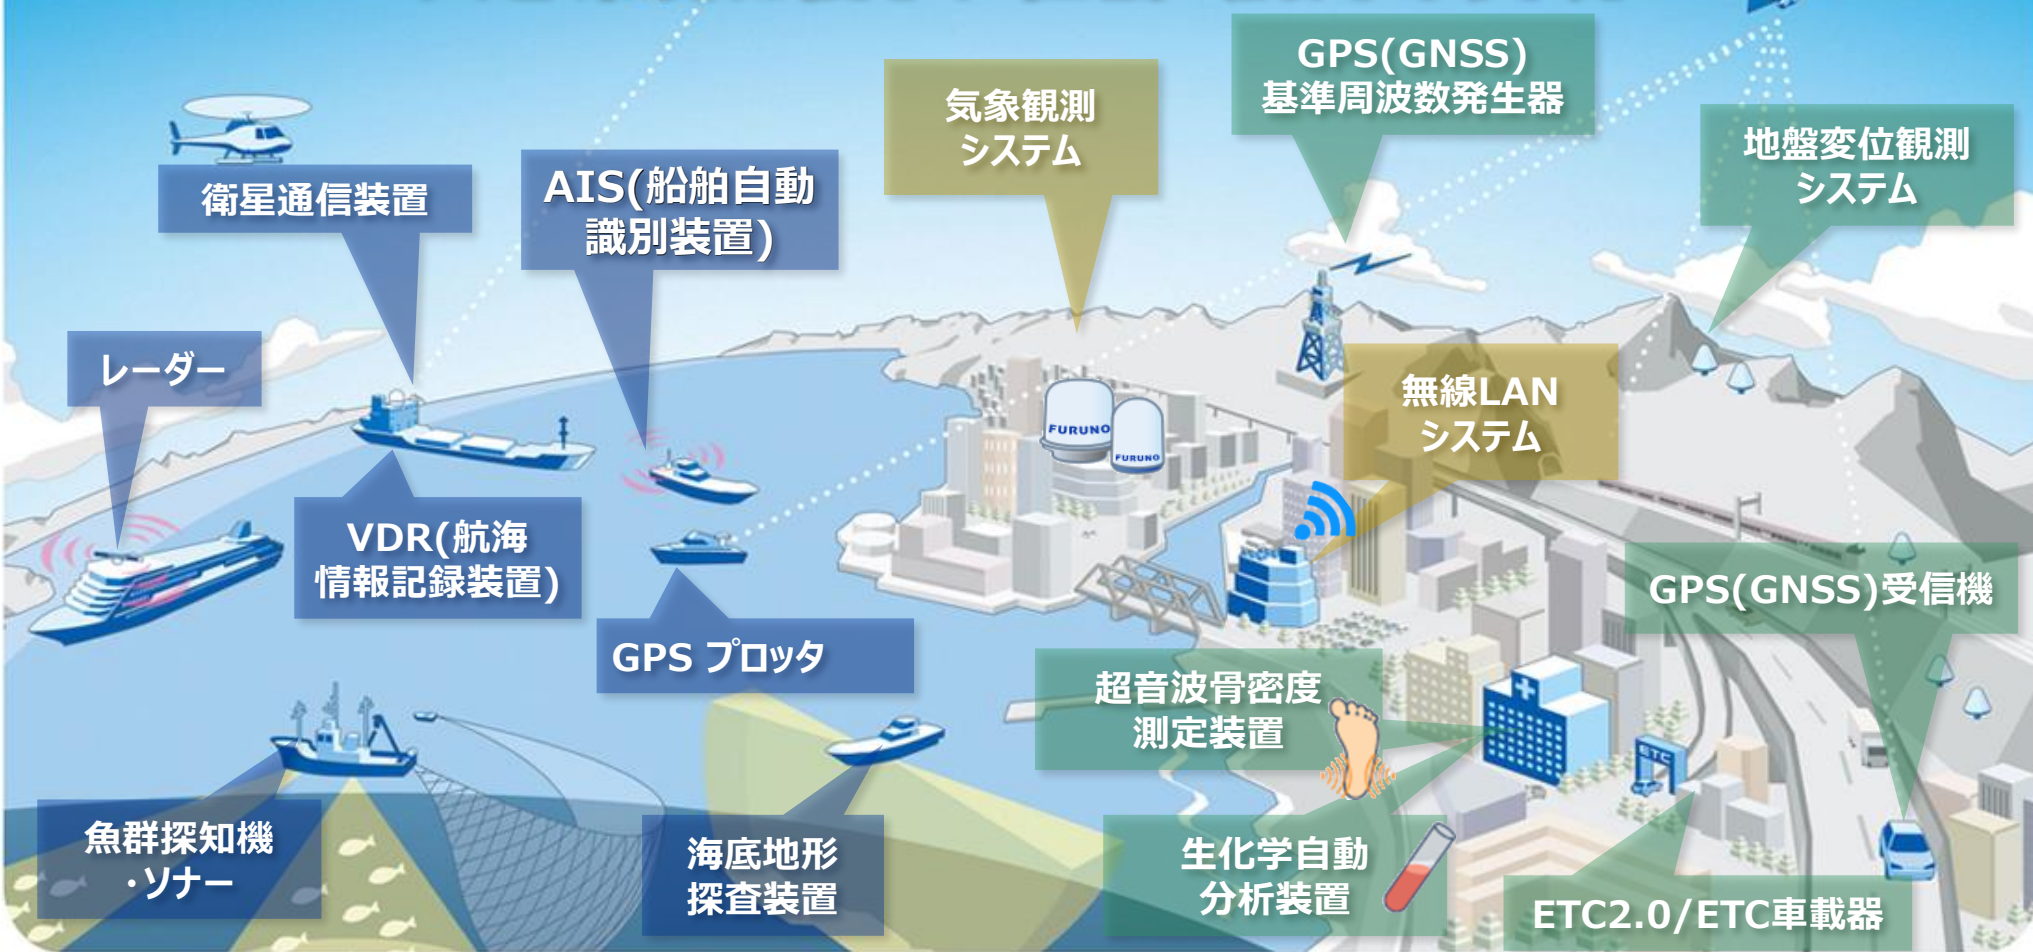 GPS(GNSS)
基準周波数発生器
気象観測
システム
地盤変位観測
システム
AIS(船舶自動
識別装置)
衛星通信装置
レーダー
無線LAN
システム
FURUNO
FURUNO
VDR(航海
情報記録装置)
GPS(GNSS)受信機
GPS プロッタ
超音波骨密度
測定装置
ETC
魚群探知機
・ソナー
海底地形
探査装置
生化学自動
分析装置
ETC2.0/ETC車載器